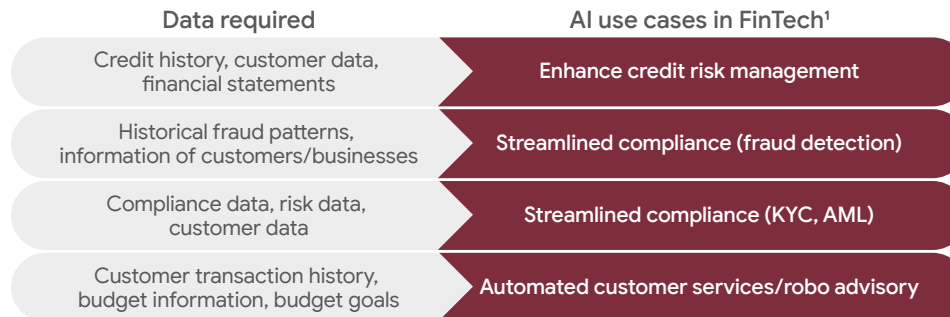 Data required
AI use cases in FinTech¹
Credit history, customer data,
financial statements
Enhance credit risk management
Historical fraud patterns,
information of customers/businesses
Streamlined compliance (fraud detection)
Compliance data, risk data,
customer data
Streamlined compliance (KYC, AML)
Customer transaction history,
budget information, budget goals
Automated customer services/robo advisory